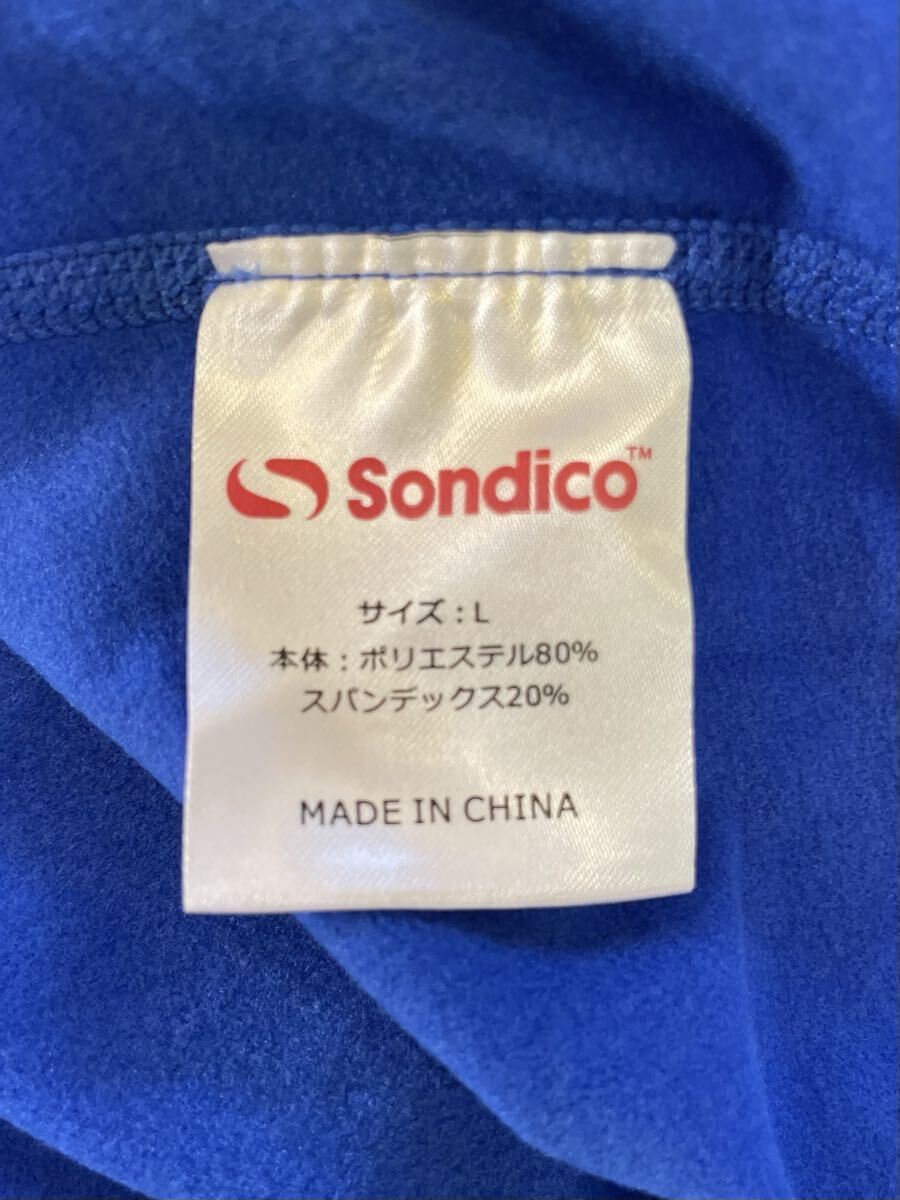 Sondico™
サイズ：L
本体：ポリエステル80%
スパンデックス20%
MADE IN CHINA